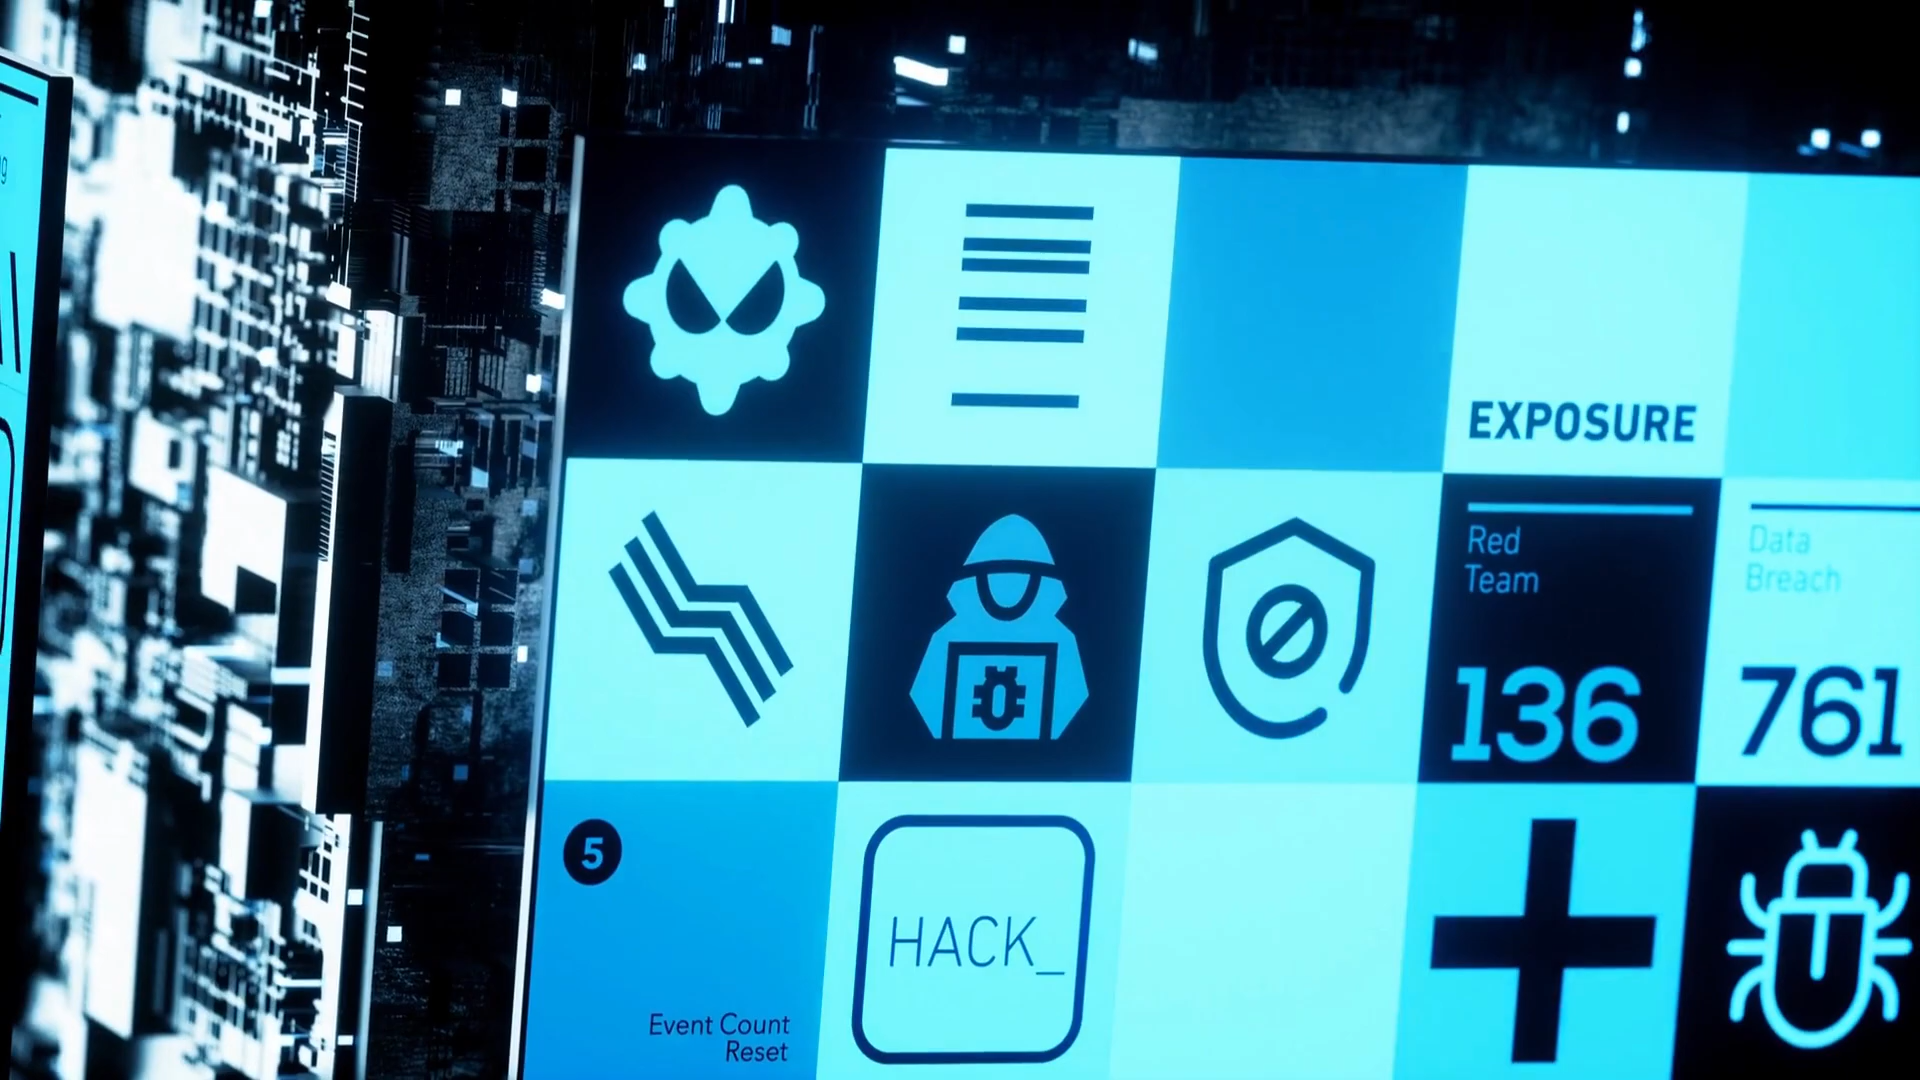 EXPOSURE
Red
Team
136
Data
Breach
761
5
Event Count
Reset
HACK_